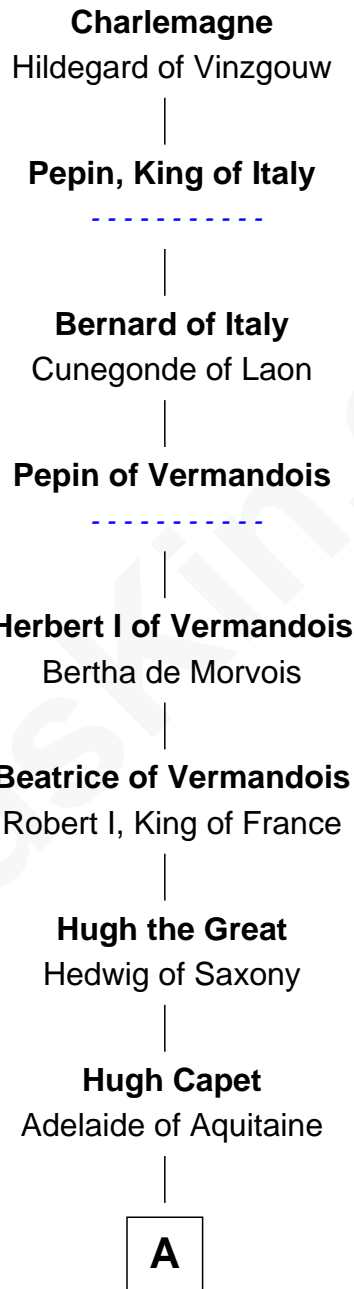 Charlemagne
Hildegard of Vinzgouw
Pepin, King of Italy
- - - - - - - - - - -
Bernard of Italy
Cunegonde of Laon
Pepin of Vermandois
- - - - - - - - - - -
Herbert I of Vermandois
Bertha de Morvois
Beatrice of Vermandois
Robert I, King of France
Hugh the Great
Hedwig of Saxony
Hugh Capet
Adelaide of Aquitaine
A